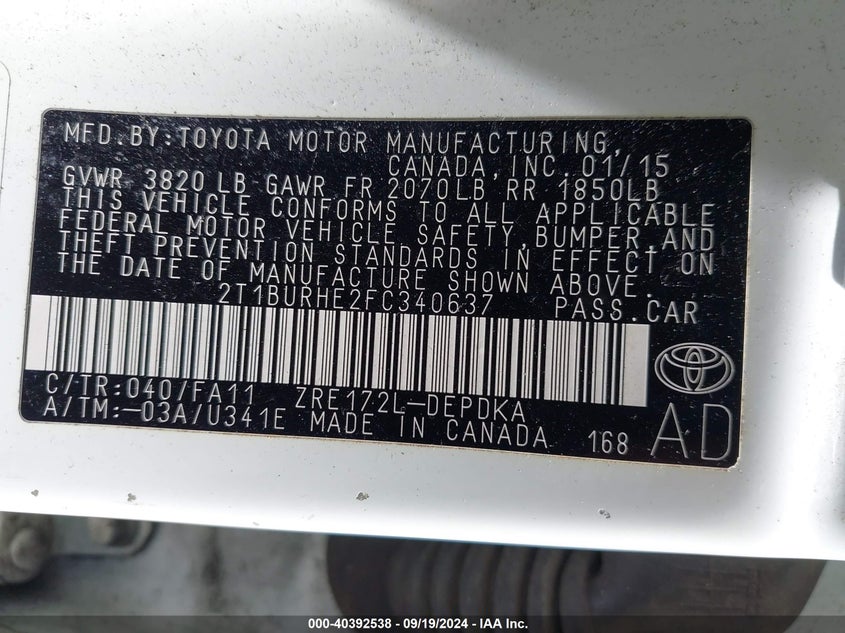 MFD.BY:TOYOTA MOTOR MANUFACTURING,
CANADA,INC.01/15
GVWR 3820 LB GAWR FR 2070LB RR 1850LB
THIS VEHICLE CONFORMS TO ALL APPLICABLE
FEDERAL MOTOR VEHICLE SAFETY,BUMPER,AND
THEFT PREVENTION STANDARDS IN EFFECT ON
THE DATE OF MANUFACTURE SHOWN ABOVE.
2T1BURHE2FC340637 PASS.CAR
C/TR:040/FA11 ZRE172L-DEPDKA
A/TM:-03A/U341E MADE IN CANADA 168 AD
000-40392538 - 09/19/2024 - IAA Inc.